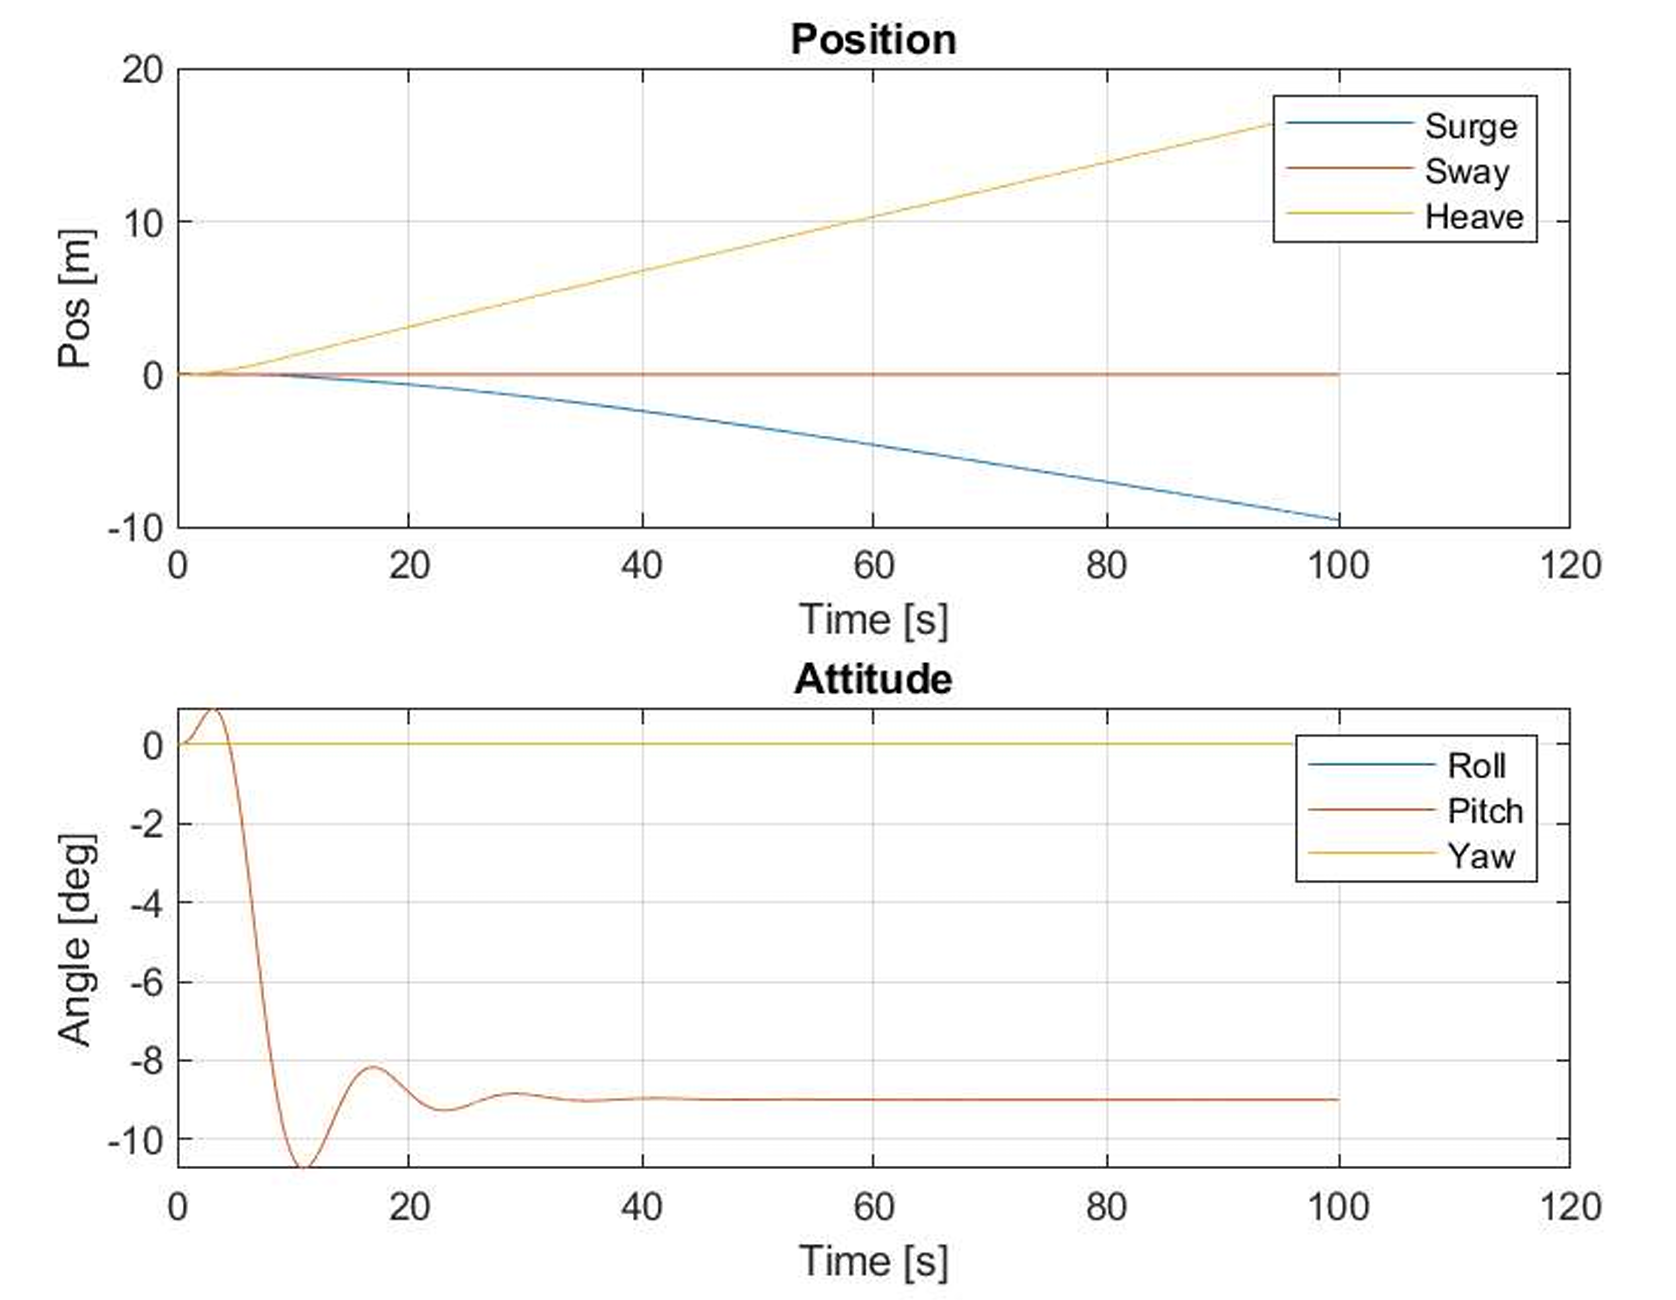 Position
20
10
0
-10
Pos [m]
Surge
Sway
Heave
0 20 40 60 80 100 120
Time [s]
Attitude
0
-2
-4
-6
-8
-10
Angle [deg]
Roll
Pitch
Yaw
0 20 40 60 80 100 120
Time [s]